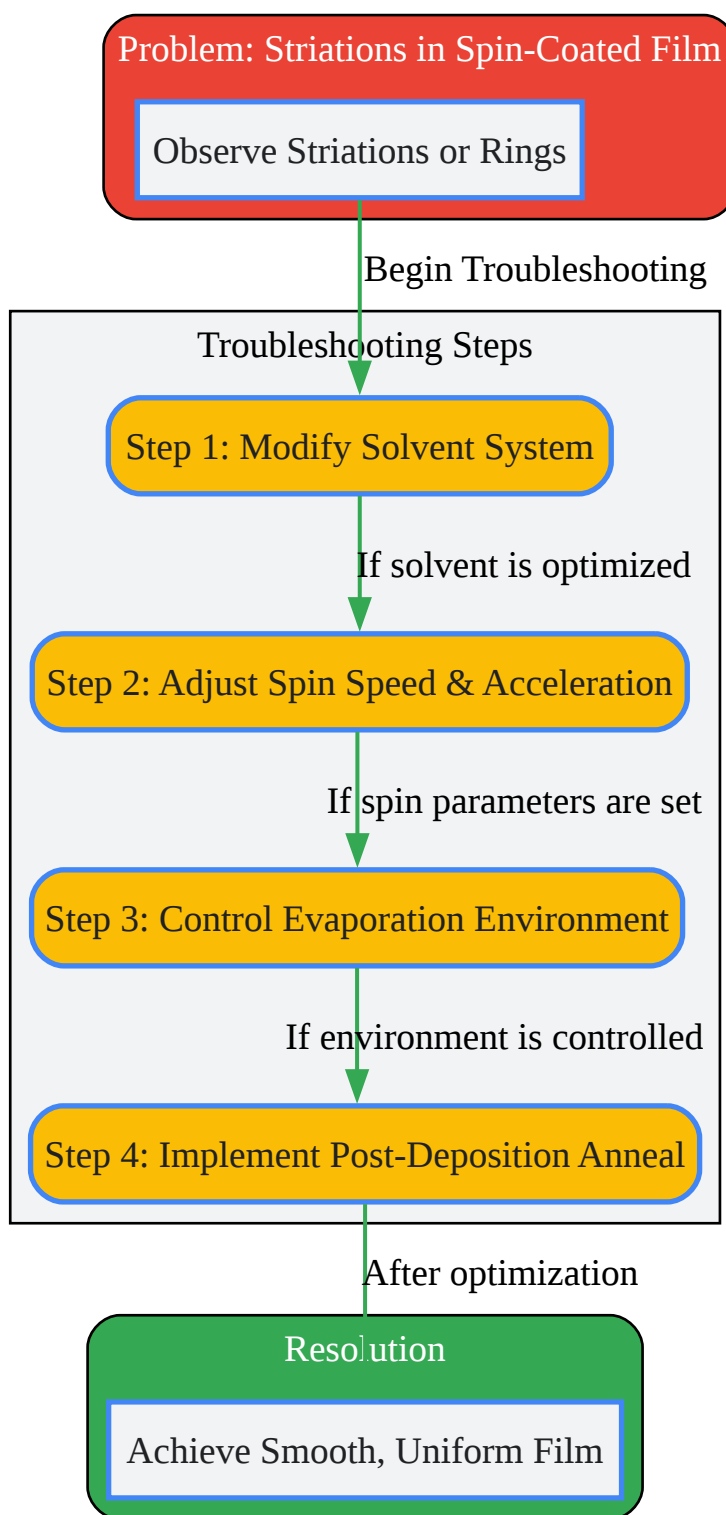 Problem: Striations in Spin-Coated Film
Observe Striations or Rings
Begin Troubleshooting
Troubleshooting Steps
Step 1: Modify Solvent System
If solvent is optimized
Step 2: Adjust Spin Speed & Acceleration
If spin parameters are set
Step 3: Control Evaporation Environment
If environment is controlled
Step 4: Implement Post-Deposition Anneal
After optimization
Resolution
Achieve Smooth, Uniform Film